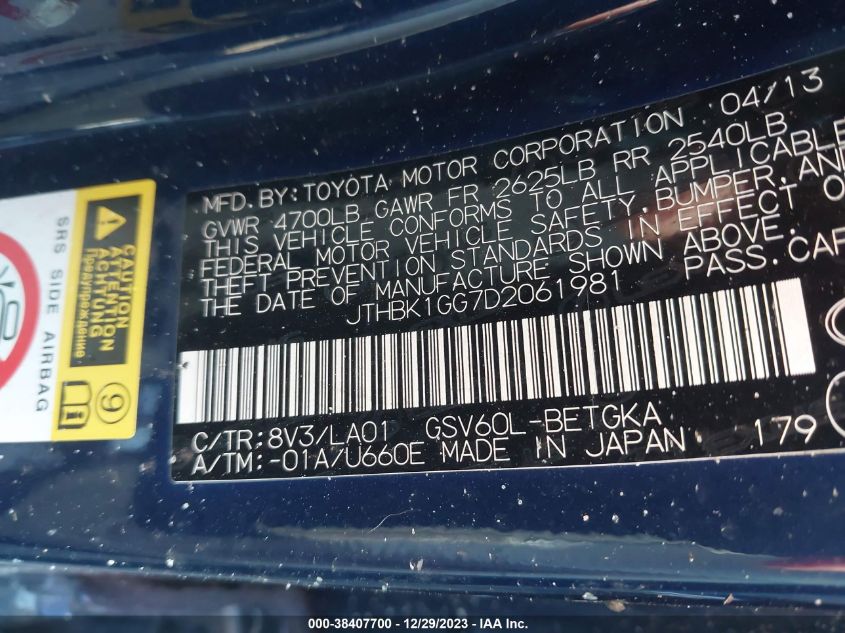 MFD. BY: TOYOTA MOTOR CORPORATION 04/13
GVWR 4700LB GAWR FR 2625LB RR 2540LB
THIS VEHICLE CONFORMS TO ALL APPLICABLE
FEDERAL MOTOR VEHICLE SAFETY, BUMPER, AND
THEFT PREVENTION STANDARDS IN EFFECT O
THE DATE OF MANUFACTURE SHOWN ABOVE.
JTHBK1GG7D2061981 PASS. CAR
C/TR: 8V3/LA01 GSV60L-BETGKA
A/TM: -01A/U660E MADE IN JAPAN 179
SRS SIDE AIRBAG
CAUTION
ATTENTION
ACHTUNG
Предупреждение
9
000-38407700 - 12/29/2023 - IAA Inc.